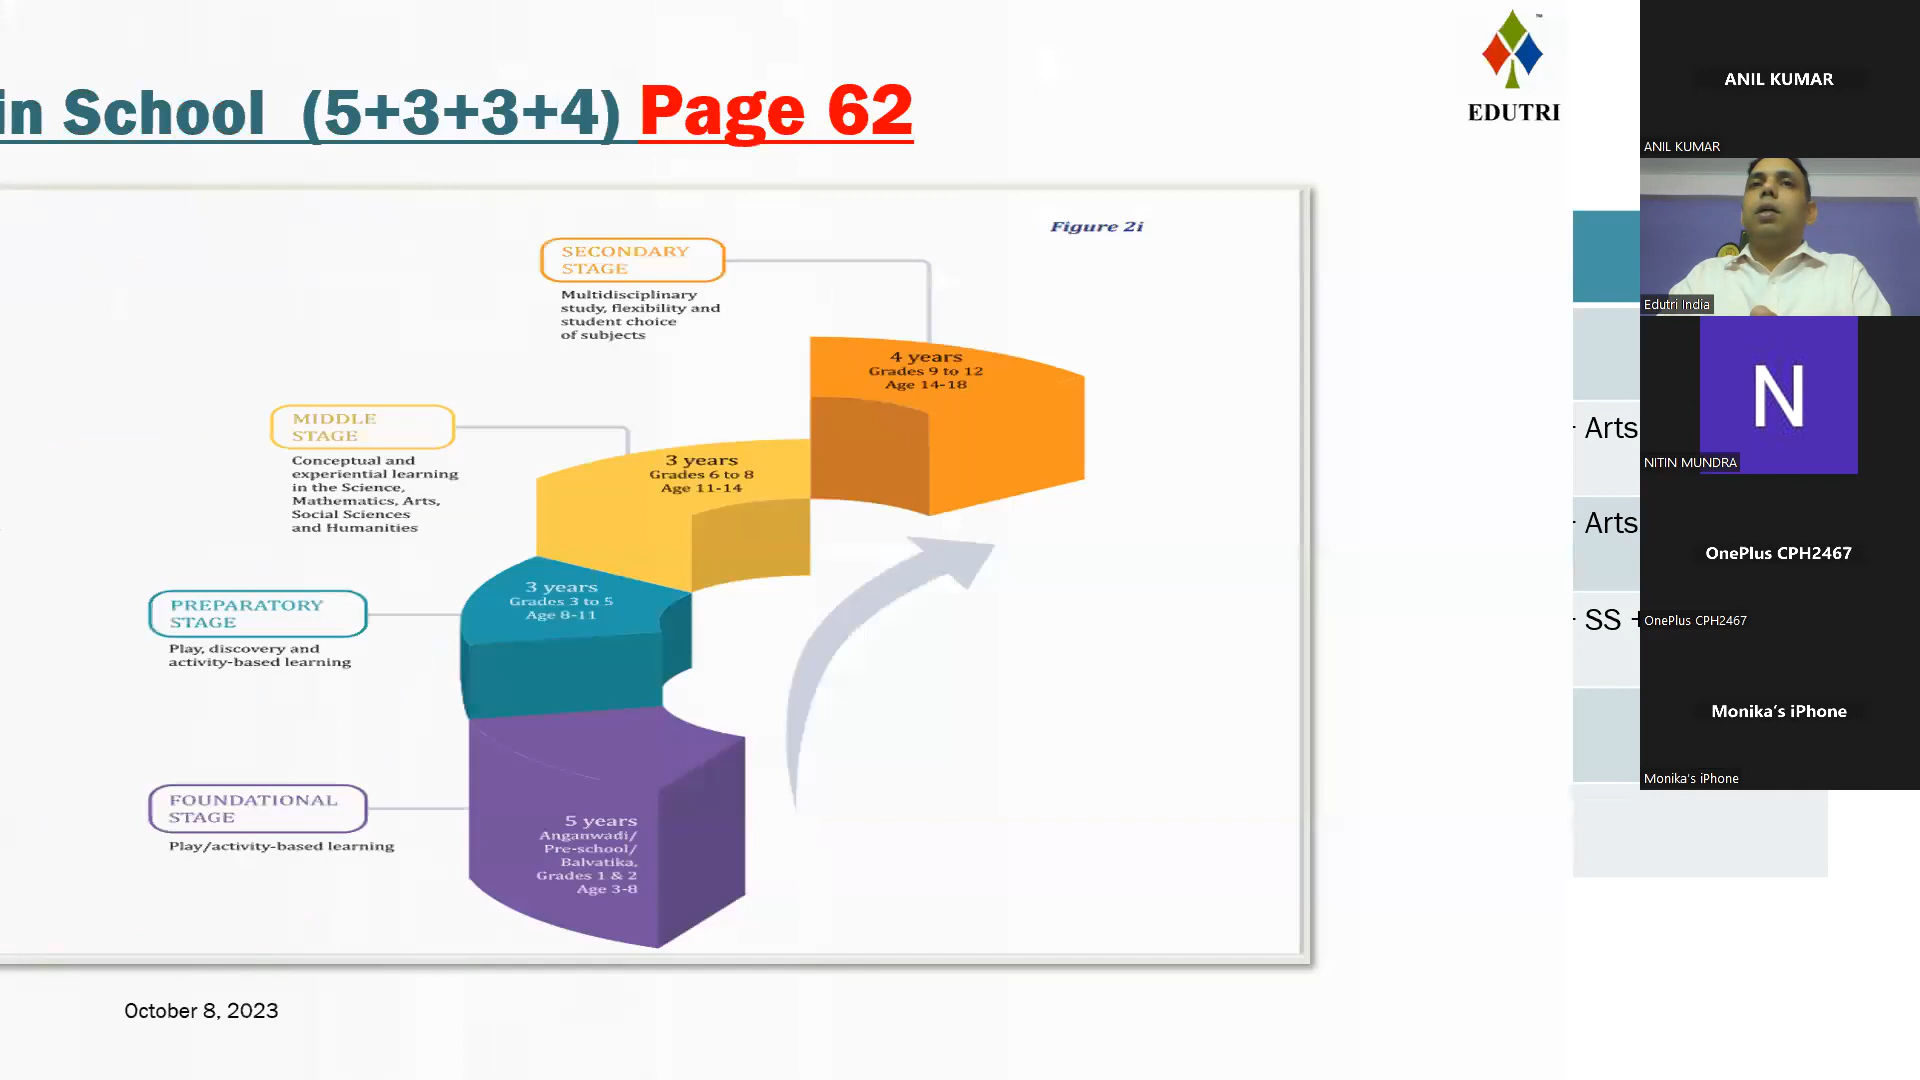 in School (5+3+3+4) Page 62
™
EDUTRI
Figure 2i
SECONDARY
STAGE
Multidisciplinary
study, flexibility and
student choice
of subjects
4 years
Grades 9 to 12
Age 14-18
MIDDLE
STAGE
Conceptual and
experiential learning
in the Science,
Mathematics, Arts,
Social Sciences
and Humanities
3 years
Grades 6 to 8
Age 11-14
PREPARATORY
STAGE
Play, discovery and
activity-based learning
3 years
Grades 3 to 5
Age 8-11
FOUNDATIONAL
STAGE
Play/activity-based learning
5 years
Anganwadi/
Pre-school/
Balvatika,
Grades 1 & 2
Age 3-8
October 8, 2023
Arts
Arts
SS +
ANIL KUMAR
ANIL KUMAR
Edutri India
N
NITIN MUNDRA
OnePlus CPH2467
OnePlus CPH2467
Monika's iPhone
Monika's iPhone